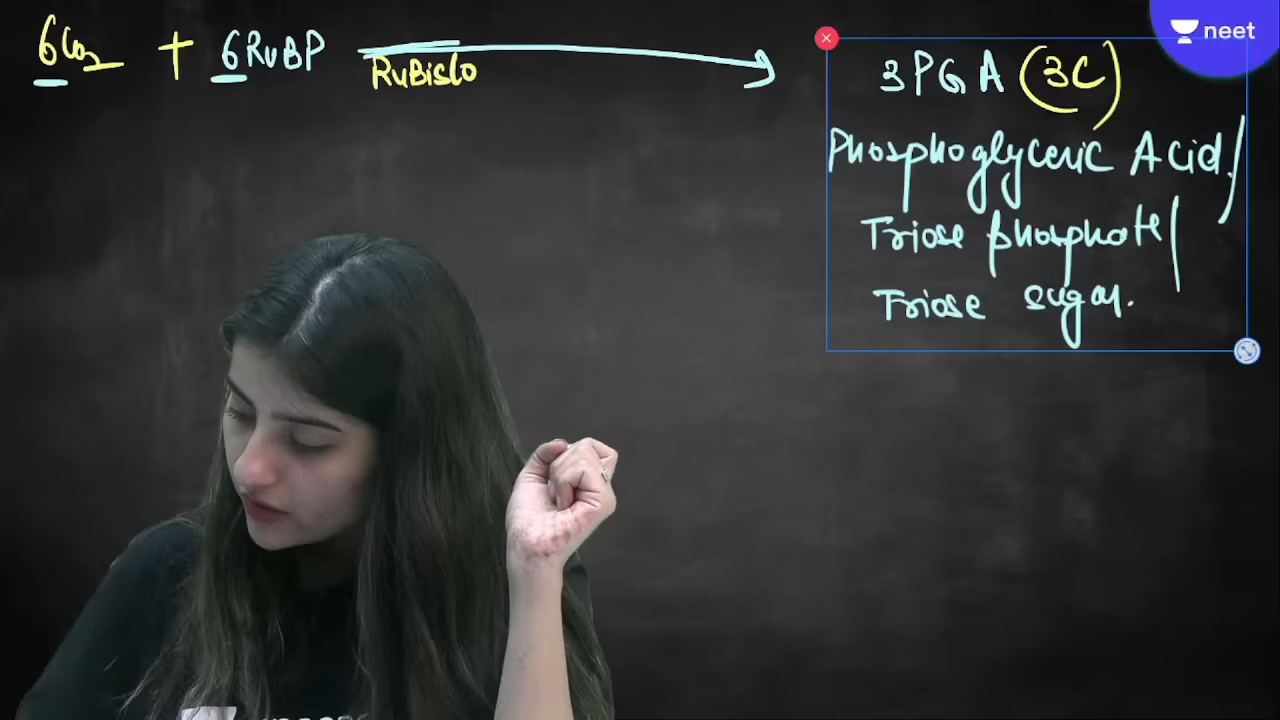 6CO2 + 6RuBP
RuBisCo
3PGA (3C)
Phosphoglyceric Acid/
Triose phosphate/
Triose sugar.
neet